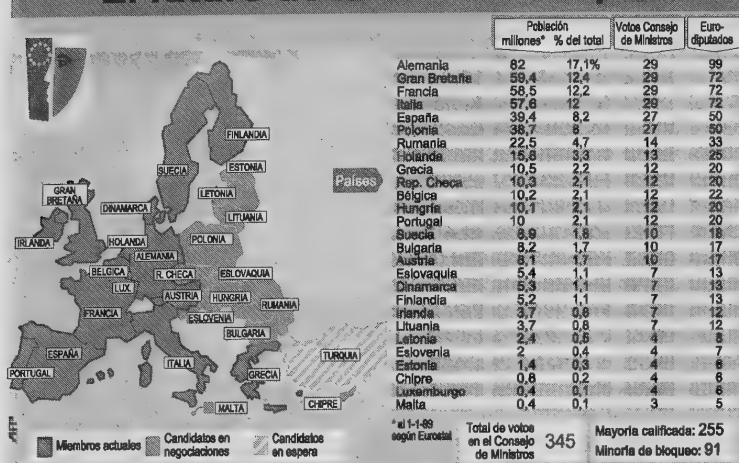 Población
millones* % del total
Votos Consejo
de Ministros
Euro-
diputados
Países
Alemania 82 17,1% 29 99
Gran Bretaña 59,4 12,4 29 72
Francia 58,5 12,2 29 72
Italia 57,6 12 29 72
España 39,4 8,2 27 50
Polonia 38,7 8 27 50
Rumania 22,5 4,7 14 33
Holanda 15,8 3,3 13 25
Grecia 10,5 2,2 12 20
Rep. Checa 10,3 2,1 12 20
Bélgica 10,2 2,1 12 22
Hungría 10,1 2,1 12 20
Portugal 10 2,1 12 20
Suecia 8,9 1,8 10 18
Bulgaria 8,2 1,7 10 17
Austria 8,1 1,7 10 17
Eslovaquia 5,4 1,1 7 13
Dinamarca 5,3 1,1 7 13
Finlandia 5,2 1,1 7 13
Irlanda 3,7 0,8 7 12
Lituania 3,7 0,8 7 12
Letonia 2,4 0,5 4 8
Eslovenia 2 0,4 4 7
Estonia 1,4 0,3 4 6
Chipre 0,6 0,2 4 6
Luxemburgo 0,4 0,1 4 6
Malta 0,4 0,1 3 5
FINLANDIA
SUECIA
ESTONIA
LETONIA
GRAN
BRETAÑA
DINAMARCA
LITUANIA
IRLANDA
HOLANDA
POLONIA
ALEMANIA
BELGICA
R. CHECA
ESLOVAQUIA
LUX.
AUSTRIA
HUNGRIA
RUMANIA
FRANCIA
ESLOVENIA
BULGARIA
ESPAÑA
TURQUIA
PORTUGAL
ITALIA
GRECIA
MALTA
CHIPRE
Miembros actuales
Candidatos en
negociaciones
Candidatos
en espera
* al 1-1-89
según Eurostat
Total de votos
en el Consejo
de Ministros
345
Mayoría calificada: 255
Minoría de bloqueo: 91